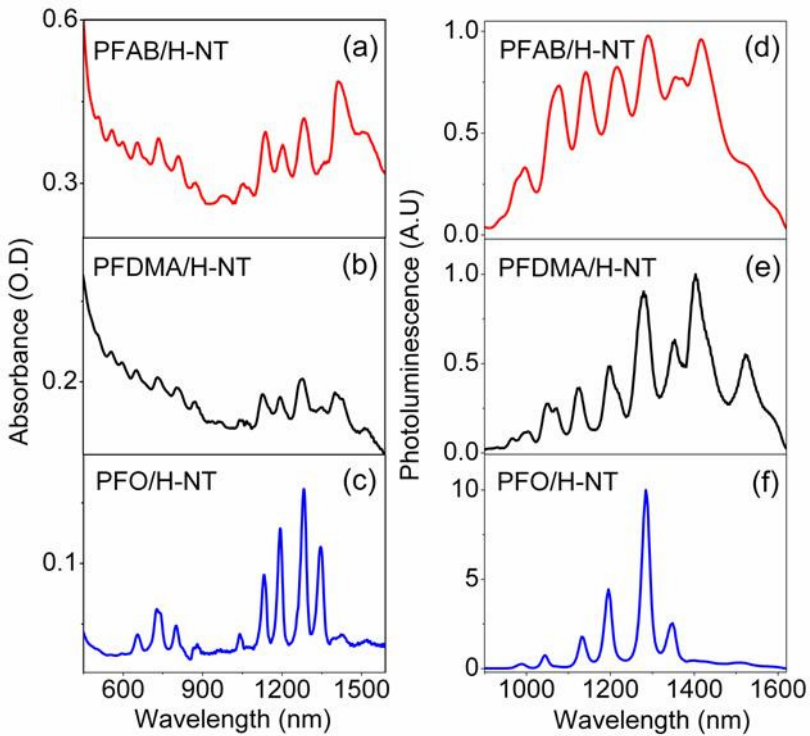 0.6
PFAB/H-NT (a)
0.3
PFDMA/H-NT (b)
0.2
PFO/H-NT (c)
0.1
600 900 1200 1500
Wavelength (nm)
Absorbance (O.D)
1.0
PFAB/H-NT (d)
0.5
0.0
1.0
PFDMA/H-NT (e)
0.5
0.0
10
PFO/H-NT (f)
5
0
1000 1200 1400 1600
Wavelength (nm)
Photoluminescence (A.U)